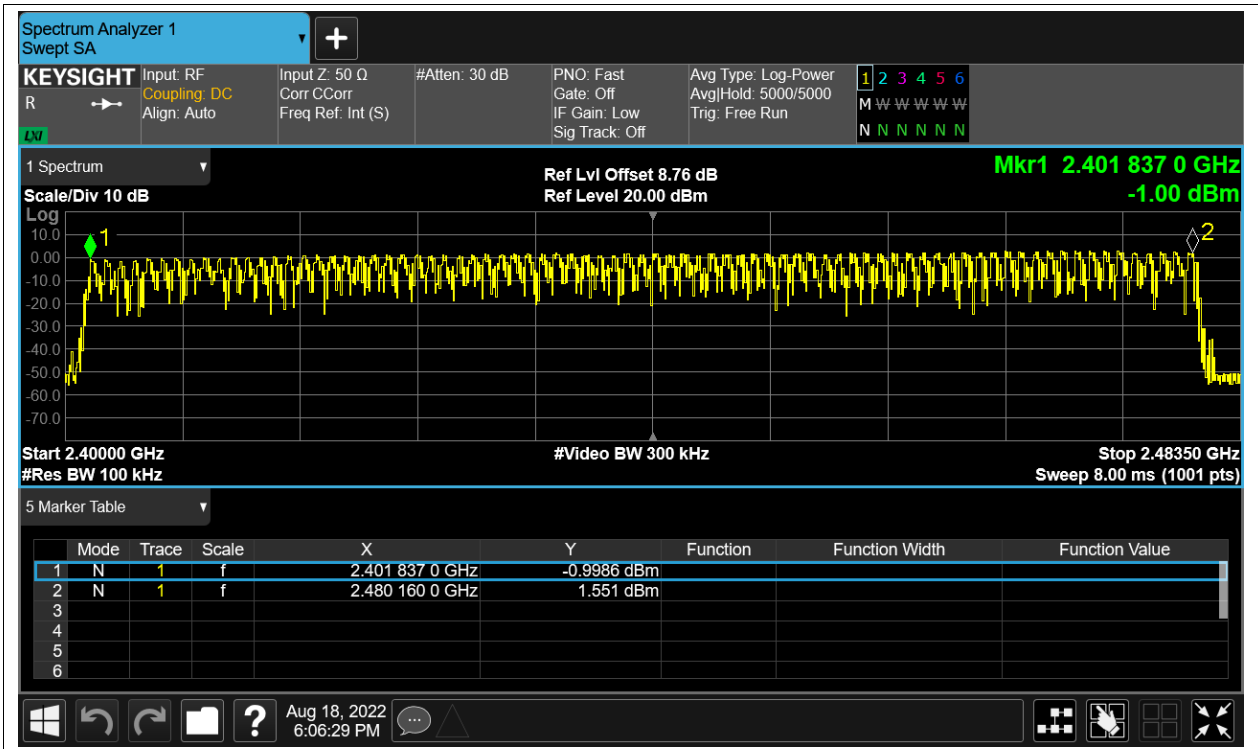 Spectrum Analyzer 1
Swept SA
+
KEYSIGHT Input: RF Input Z: 50 Ω #Atten: 30 dB PNO: Fast Avg Type: Log-Power 1 2 3 4 5 6
R Coupling: DC Corr CCorr Gate: Off Avg|Hold: 5000/5000 M W W W W W
Align: Auto Freq Ref: Int (S) IF Gain: Low Trig: Free Run
LXI Sig Track: Off N N N N N N
1 Spectrum Ref Lvl Offset 8.76 dB Mkr1 2.401 837 0 GHz
Scale/Div 10 dB Ref Level 20.00 dBm -1.00 dBm
Log
10.0 1 2
0.00
-10.0
-20.0
-30.0
-40.0
-50.0
-60.0
-70.0
Start 2.40000 GHz #Video BW 300 kHz Stop 2.48350 GHz
#Res BW 100 kHz Sweep 8.00 ms (1001 pts)
5 Marker Table
Mode Trace Scale X Y Function Function Width Function Value
1 N 1 f 2.401 837 0 GHz -0.9986 dBm
2 N 1 f 2.480 160 0 GHz 1.551 dBm
3
4
5
6
? Aug 18, 2022
6:06:29 PM